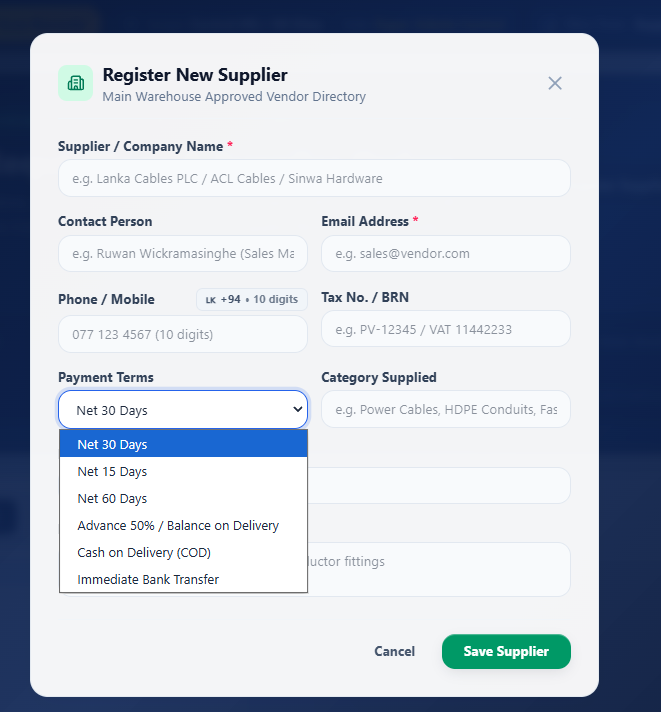 Register New Supplier
Main Warehouse Approved Vendor Directory
Supplier / Company Name *
e.g. Lanka Cables PLC / ACL Cables / Sinwa Hardware
Contact Person
Email Address *
e.g. Ruwan Wickramasinghe (Sales Ma
e.g. sales@vendor.com
Phone / Mobile
LK +94 • 10 digits
Tax No. / BRN
077 123 4567 (10 digits)
e.g. PV-12345 / VAT 11442233
Payment Terms
Category Supplied
Net 30 Days
e.g. Power Cables, HDPE Conduits, Fas
Net 30 Days
Net 15 Days
Net 60 Days
Advance 50% / Balance on Delivery
Cash on Delivery (COD)
Immediate Bank Transfer
fittings
Cancel
Save Supplier